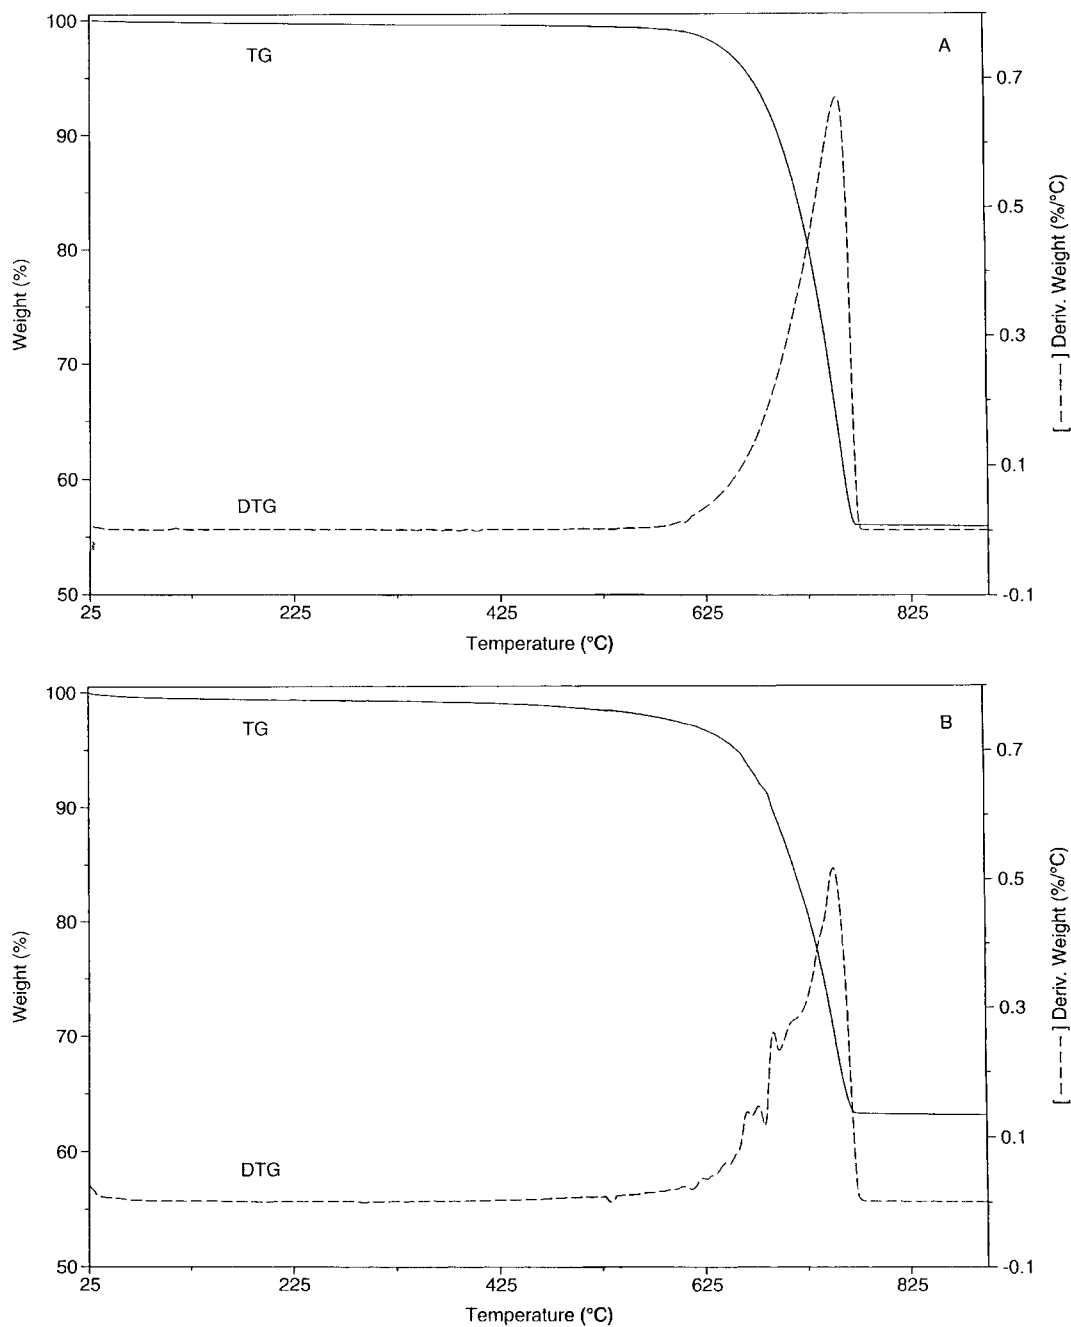 100
TG
A
0.7
90
0.5
80
Weight (%)
[ – – – – ] Deriv. Weight (%/°C)
0.3
70
0.1
60
DTG
50
-0.1
25
225
425
625
825
Temperature (°C)
100
TG
B
0.7
90
0.5
80
Weight (%)
[ – – – – ] Deriv. Weight (%/°C)
0.3
70
0.1
60
DTG
50
-0.1
25
225
425
625
825
Temperature (°C)